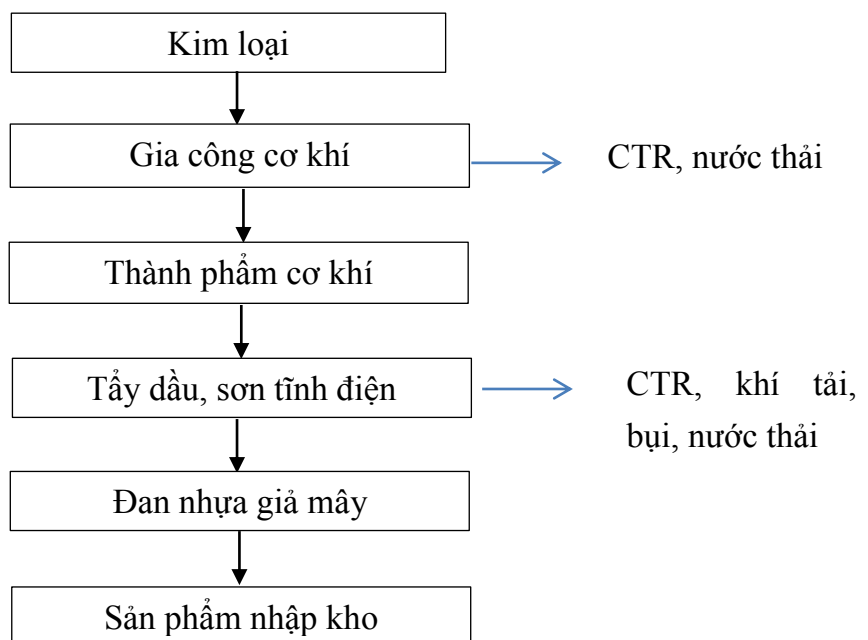 Kim loại
Gia công cơ khí
CTR, nước thải
Thành phẩm cơ khí
Tẩy dầu, sơn tĩnh điện
CTR, khí tải,
bụi, nước thải
Đan nhựa giả mây
Sản phẩm nhập kho